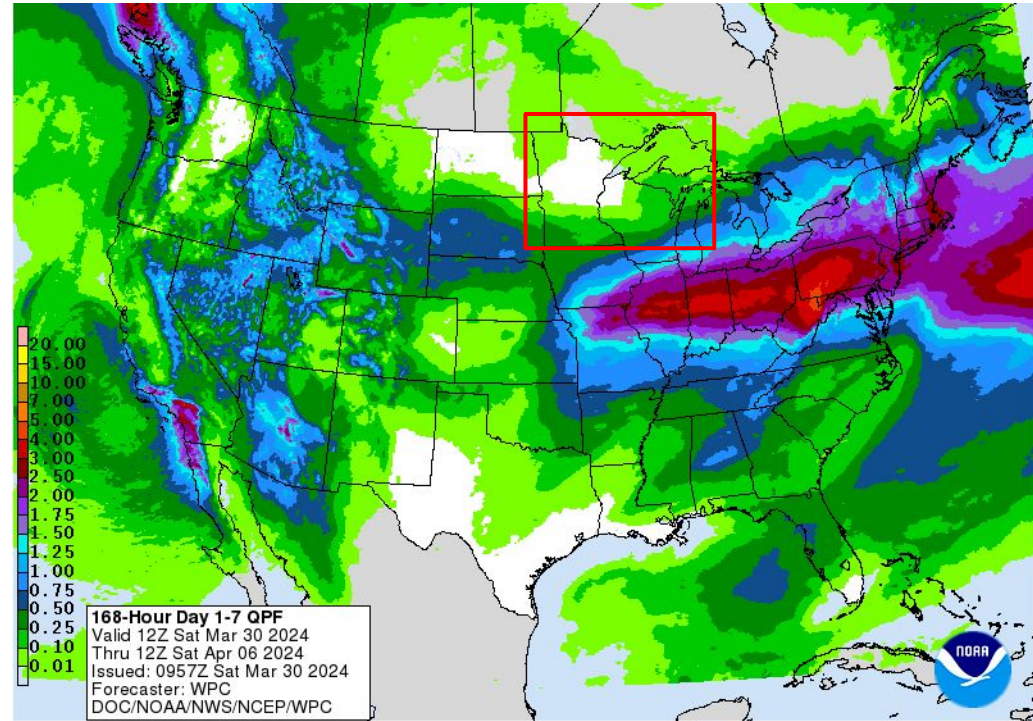 20.00
15.00
10.00
7.00
5.00
4.00
3.00
2.50
2.00
1.75
1.50
1.25
1.00
0.75
0.50
0.25
0.10
0.01
168-Hour Day 1-7 QPF
Valid 12Z Sat Mar 30 2024
Thru 12Z Sat Apr 06 2024
Issued: 0957Z Sat Mar 30 2024
Forecaster: WPC
DOC/NOAA/NWS/NCEP/WPC
NOAA